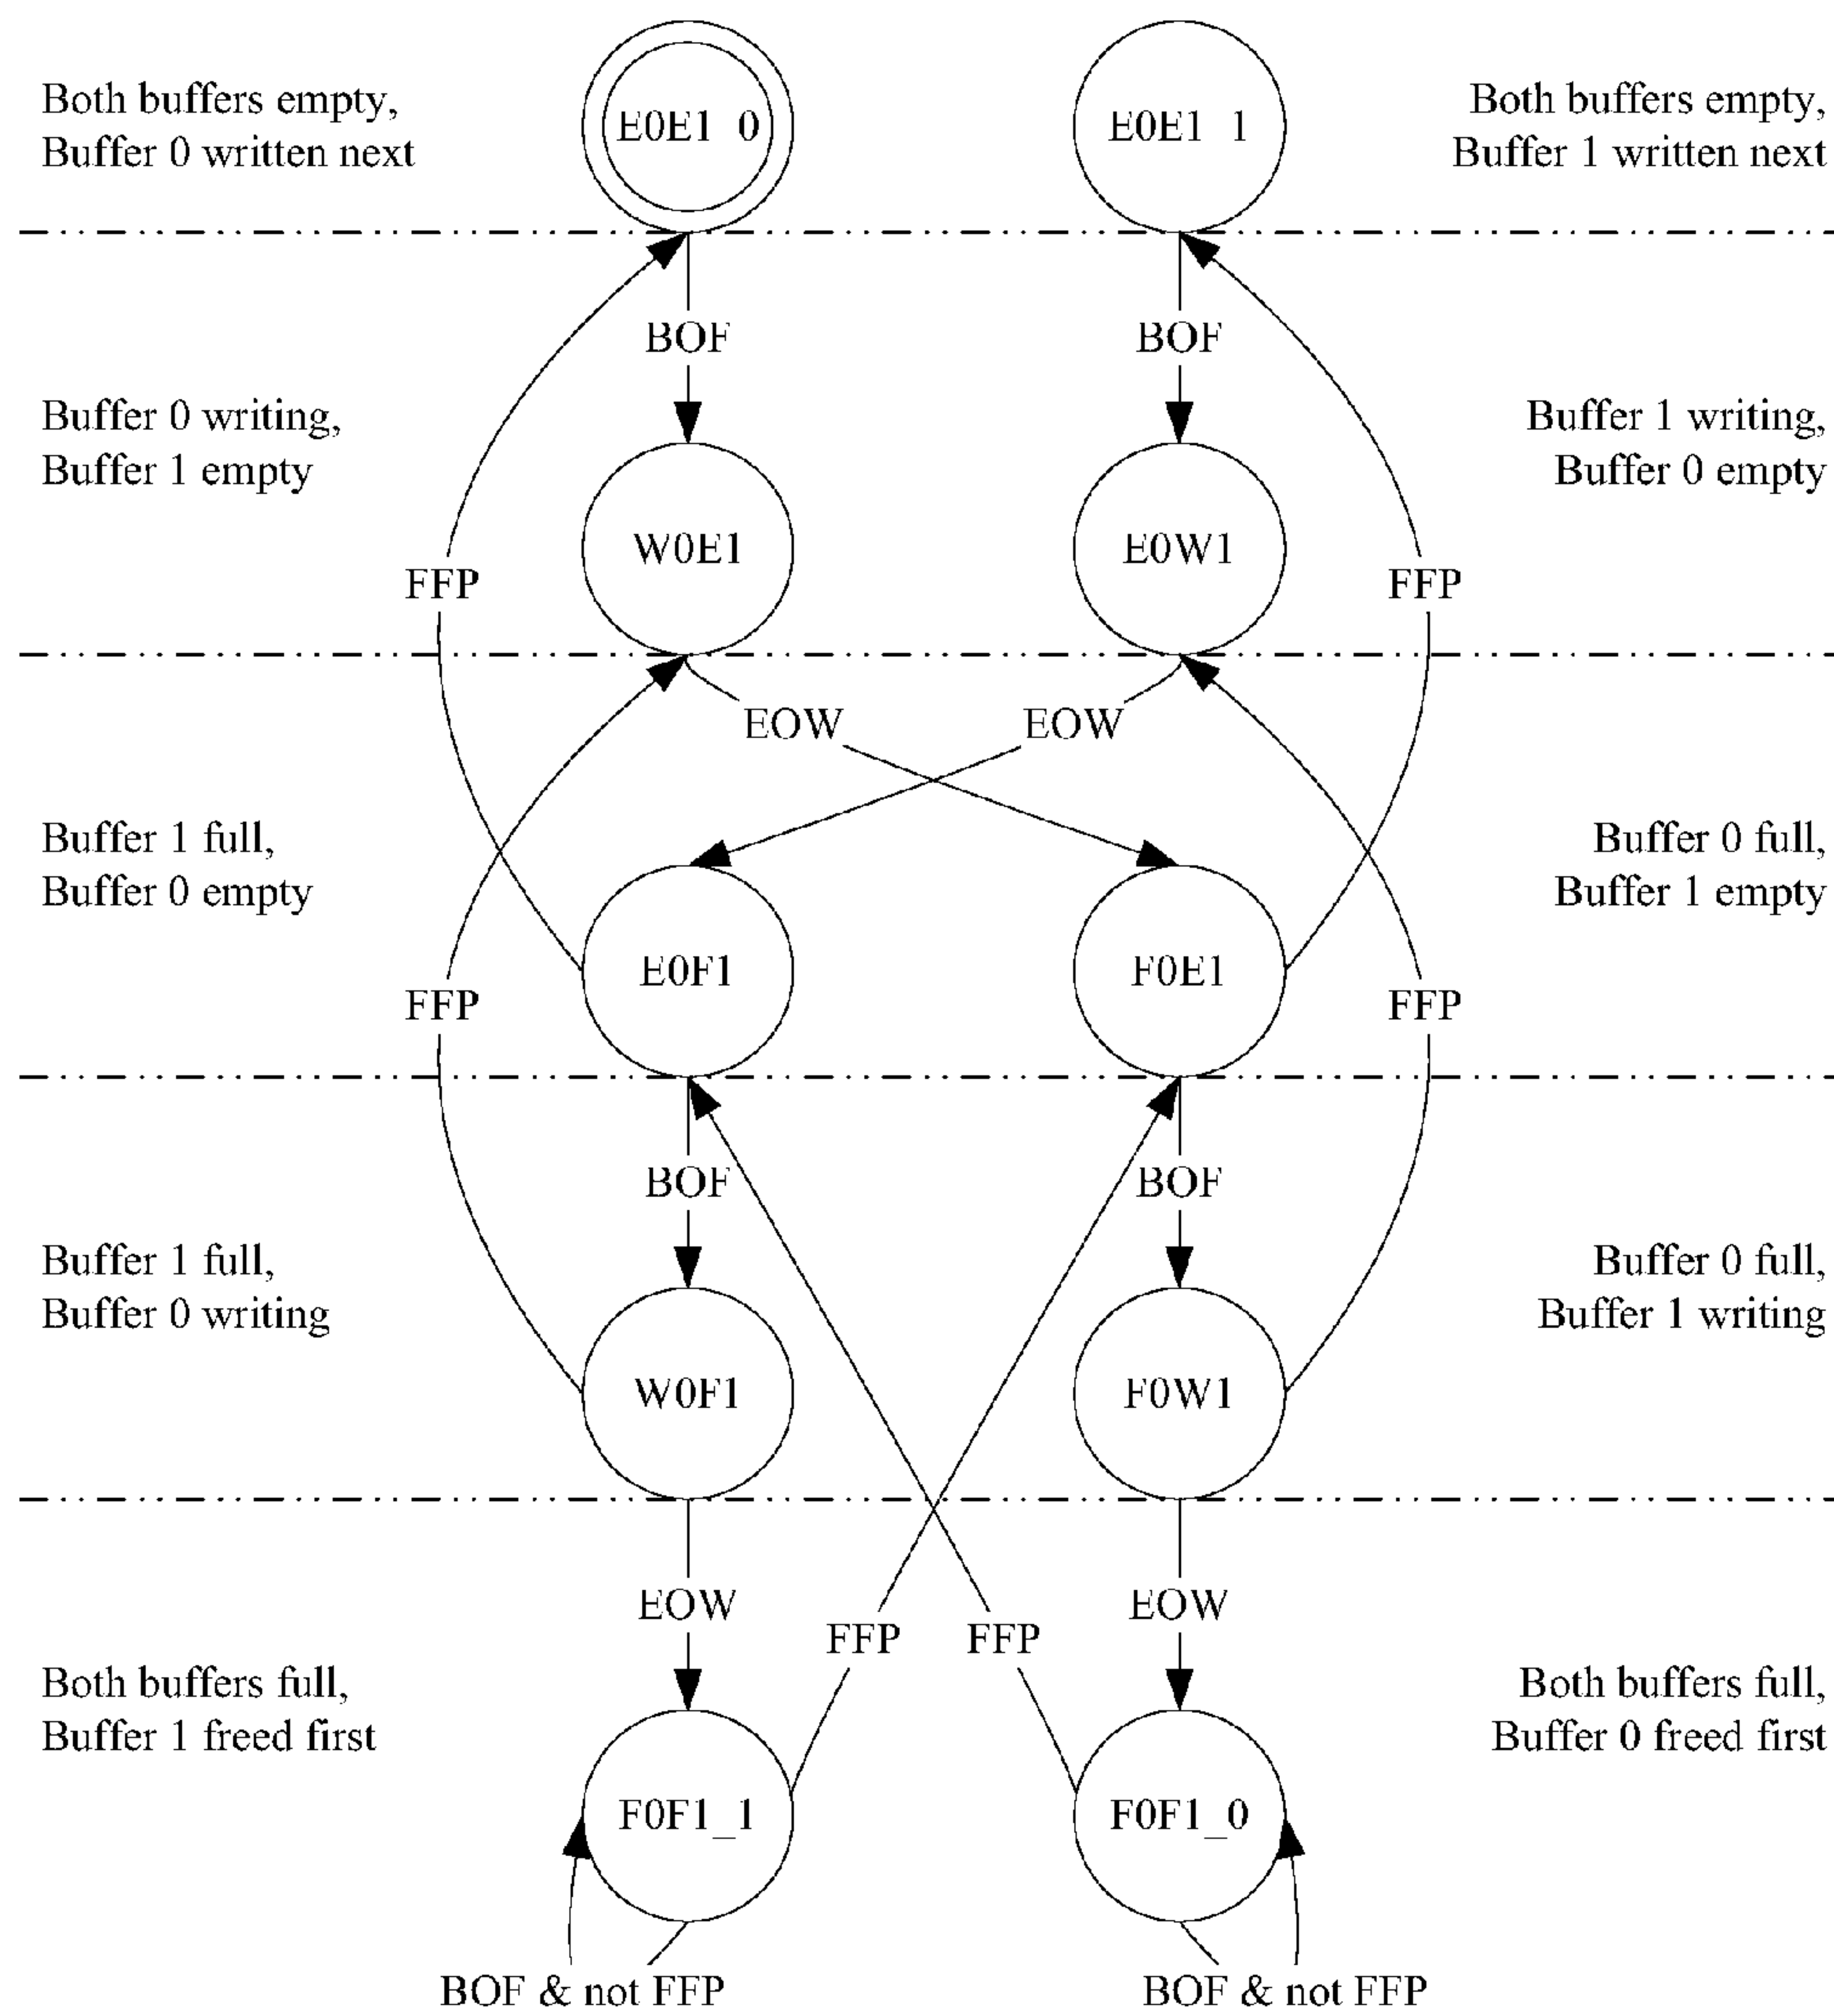 Both buffers empty,
Buffer 0 written next
E0E1_0
E0E1_1
Both buffers empty,
Buffer 1 written next
BOF
BOF
Buffer 0 writing,
Buffer 1 empty
W0E1
E0W1
Buffer 1 writing,
Buffer 0 empty
FFP
FFP
EOW
EOW
Buffer 1 full,
Buffer 0 empty
E0F1
F0E1
Buffer 0 full,
Buffer 1 empty
FFP
FFP
BOF
BOF
Buffer 1 full,
Buffer 0 writing
W0F1
F0W1
Buffer 0 full,
Buffer 1 writing
EOW
FFP
FFP
EOW
Both buffers full,
Buffer 1 freed first
F0F1_1
F0F1_0
Both buffers full,
Buffer 0 freed first
BOF & not FFP
BOF & not FFP